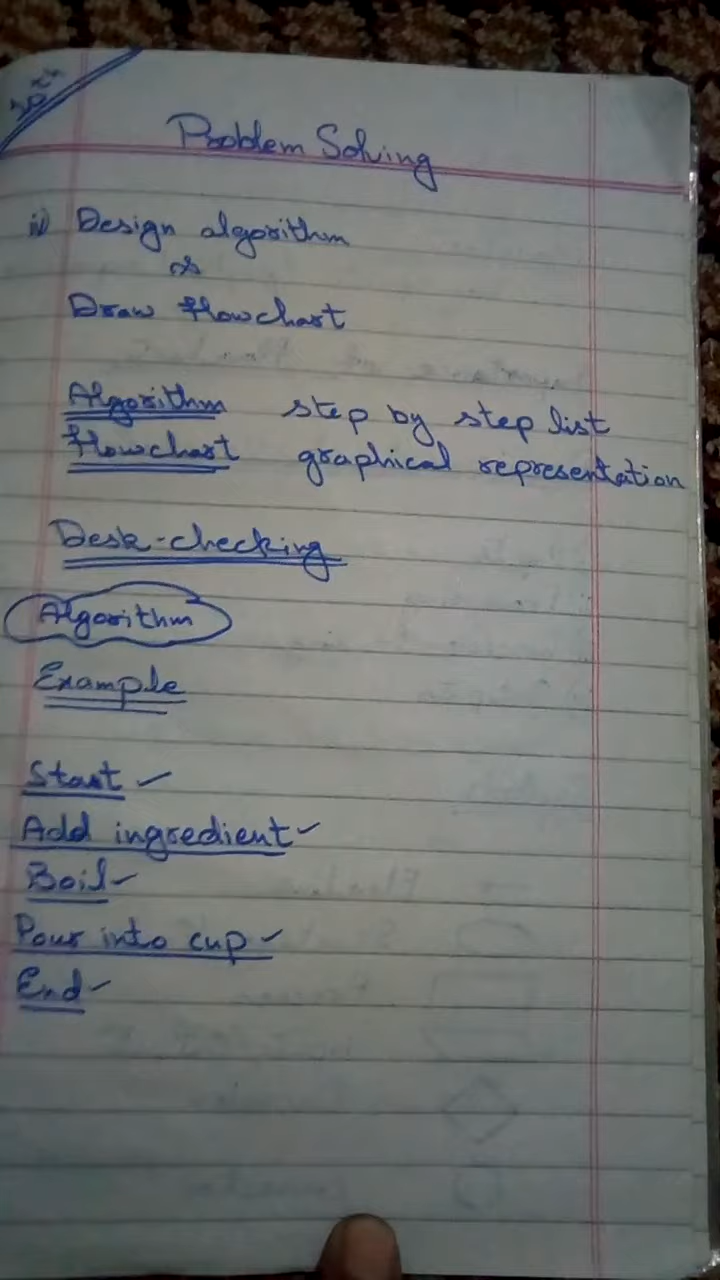 Problem Solving
ii) Design algorithm
or
Draw flowchart
Algorithm step by step list
flowchart graphical representation
Desk-checking
Algorithm
Example
Start ✓
Add ingredient ✓
Boil ✓
Pour into cup ✓
End ✓